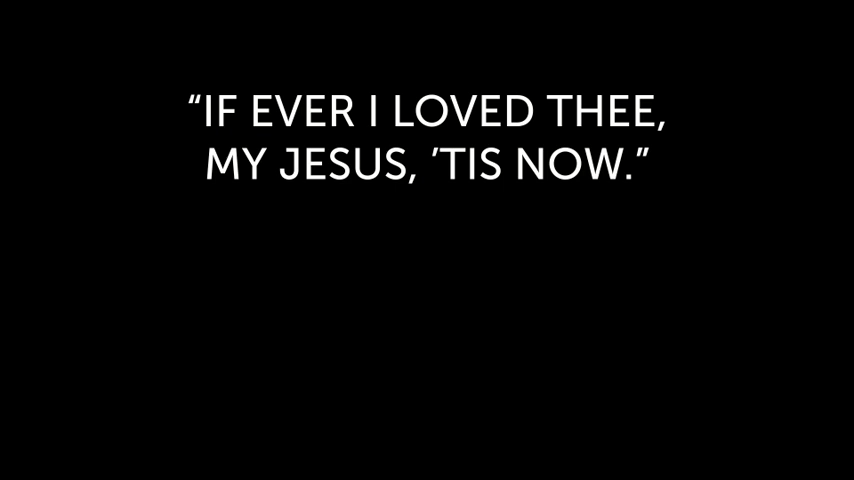 “IF EVER I LOVED THEE,
MY JESUS, ’TIS NOW.”